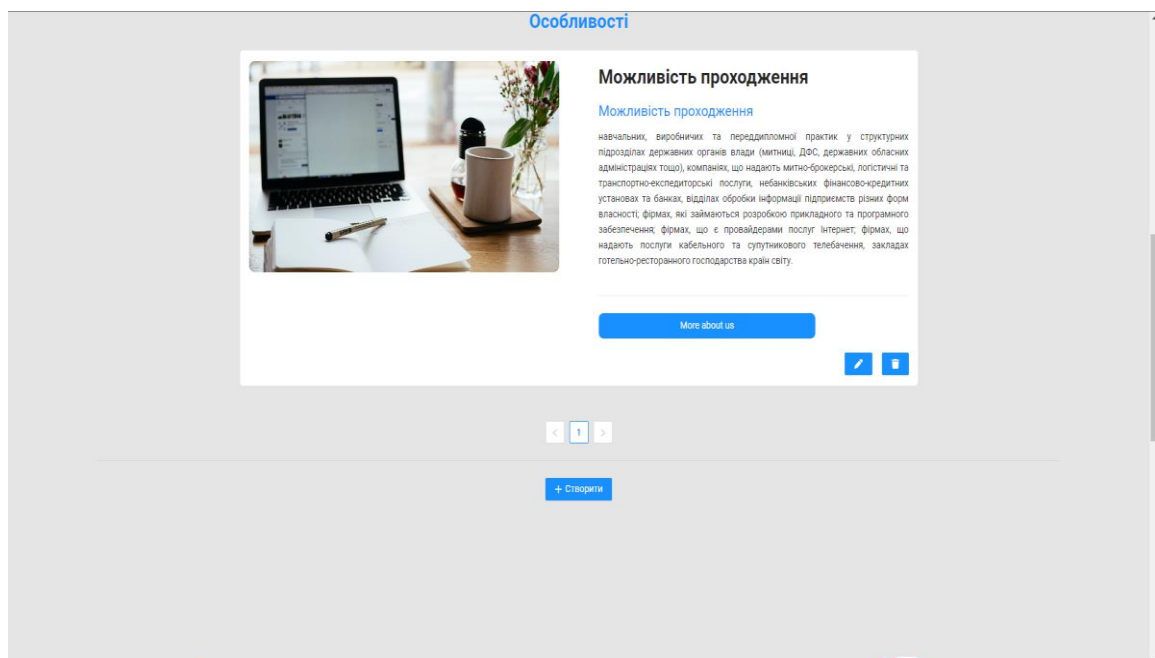 Особливості
Можливість проходження
Можливість проходження
навчальних, виробничих та переддипломної практик у структурних
підрозділах державних органів влади (митниці, ДФС, державних обласних
адміністраціях тощо), компаніях, що надають митно-брокерські, логістичні та
транспортно-експедиторські послуги, небанківських фінансово-кредитних
установах та банках, відділах обробки інформації підприємств різних форм
власності; фірмах, які займаються розробкою прикладного та програмного
забезпечення; фірмах, що є провайдерами послуг Інтернет; фірмах, що
надають послуги кабельного та супутникового телебачення, закладах
готельно-ресторанного господарства країн світу.
More about us
< 1 >
+ Створити